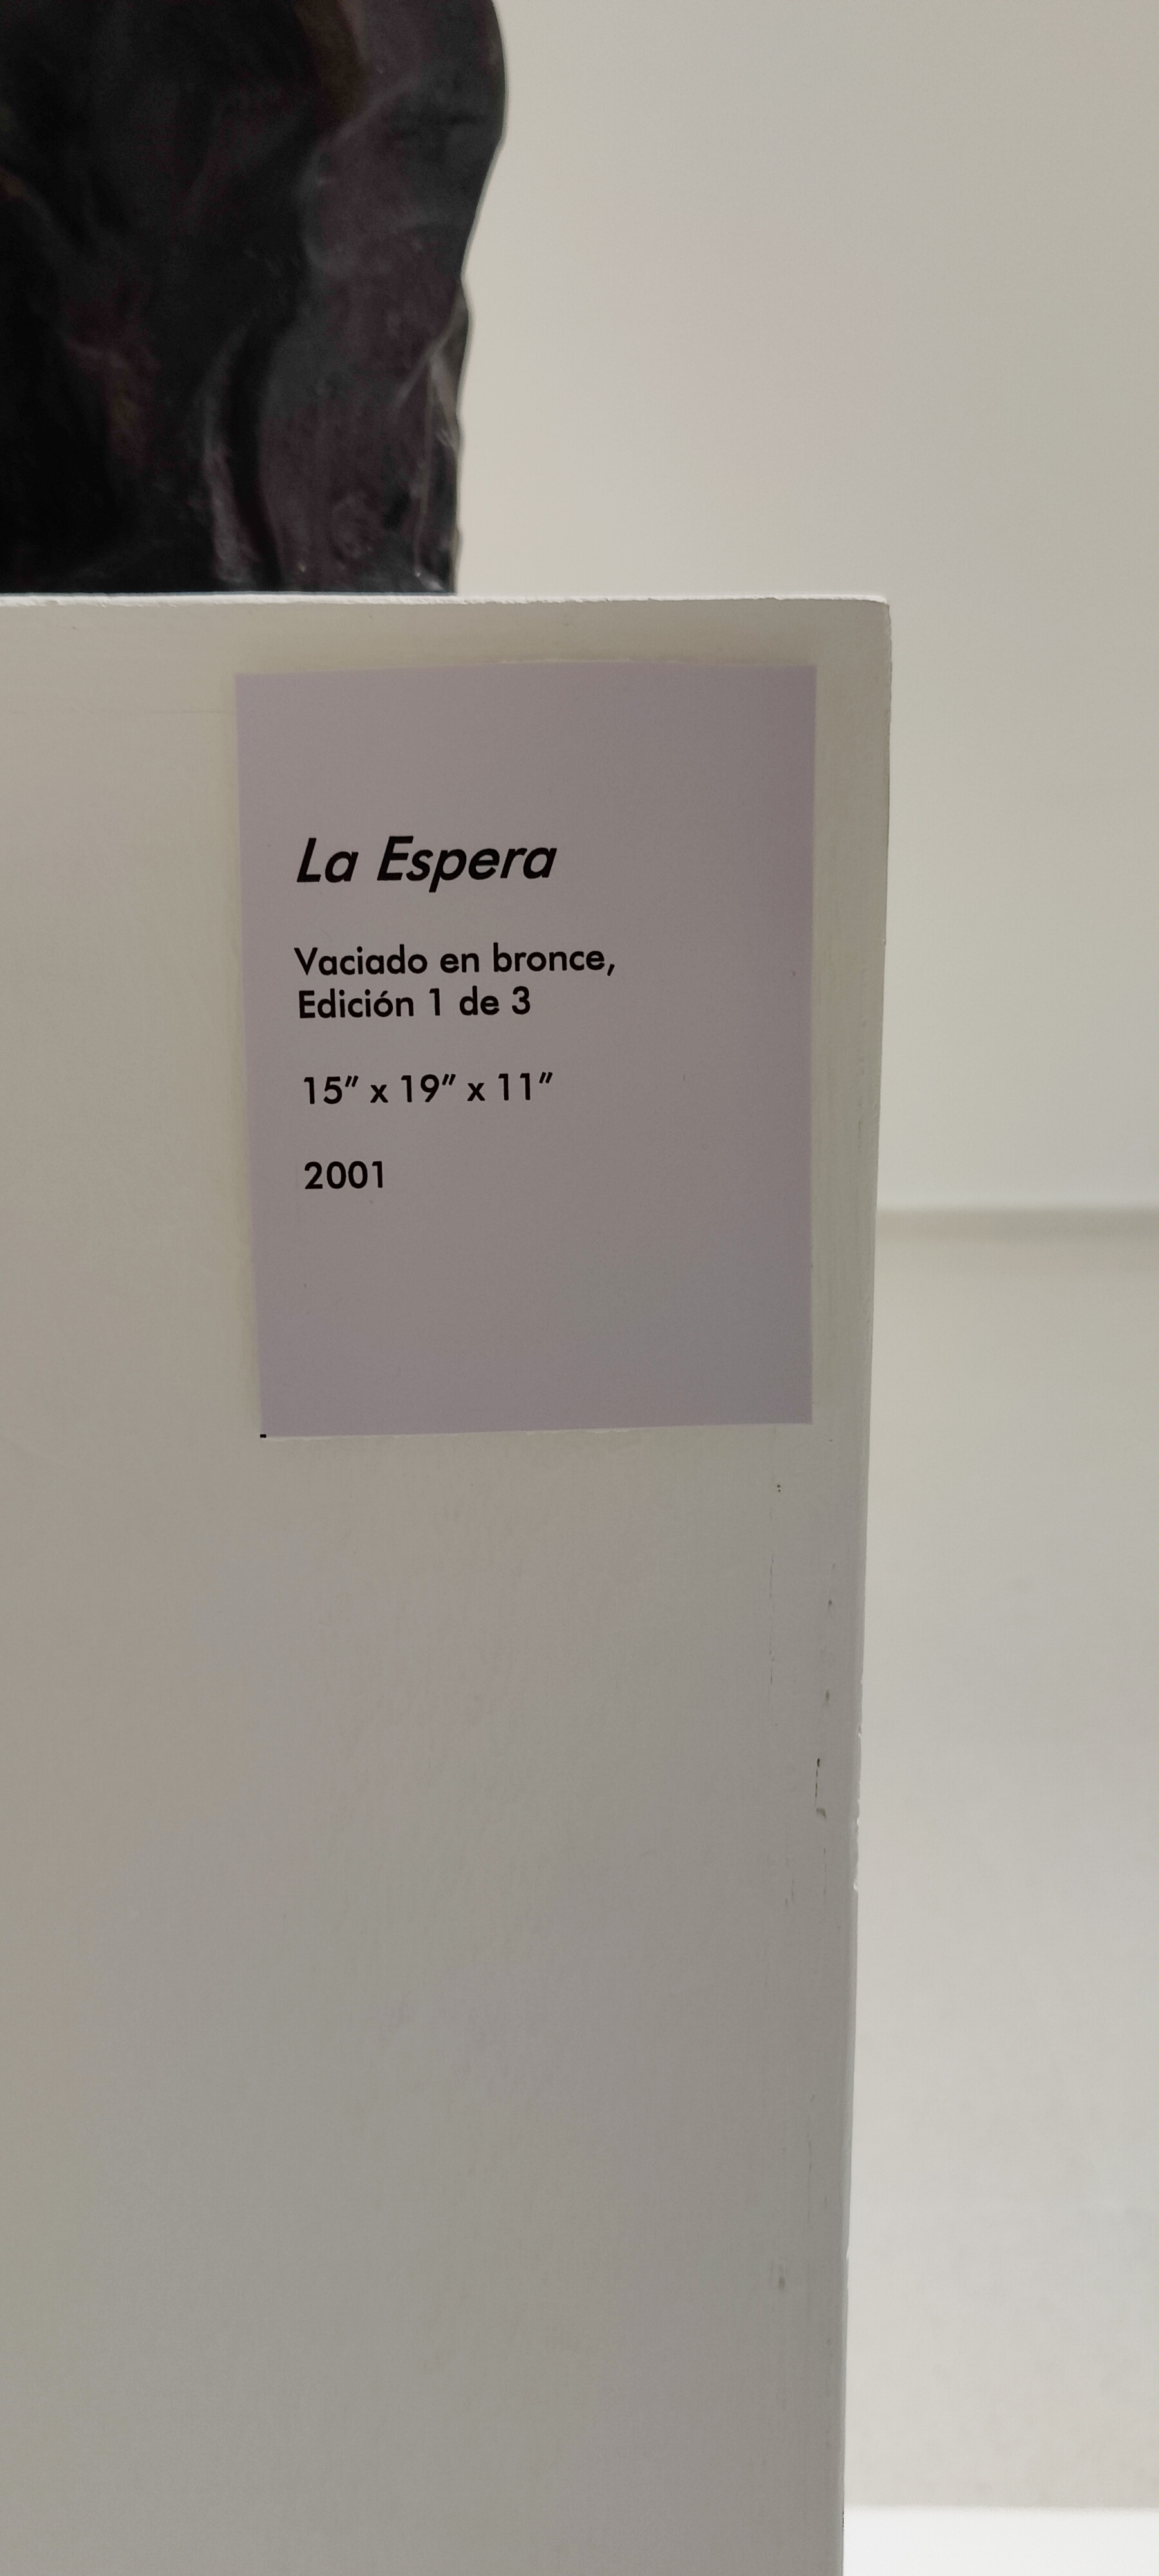 La Espera
Vaciado en bronce,
Edición 1 de 3
15” x 19” x 11”
2001